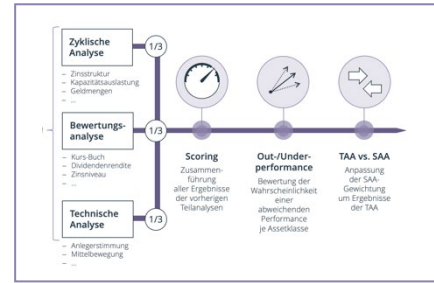 Zyklische
Analyse
1/3
– Zinsstruktur
– Kapazitätsauslastung
– Geldmengen
– ...
Bewertungs-
analyse
1/3
– Kurs-Buch
– Dividendenrendite
– Zinsniveau
– ...
Technische
Analyse
1/3
– Anlegerstimmung
– Mittelbewegung
– ...
Scoring
Zusammen-
führung
aller Ergebnisse
der vorherigen
Teilanalysen
Out-/Under-
performance
Bewertung der
Wahrscheinlichkeit
einer
abweichenden
Performance
je Assetklasse
TAA vs. SAA
Anpassung
der SAA-
Gewichtung
um Ergebnisse
der TAA